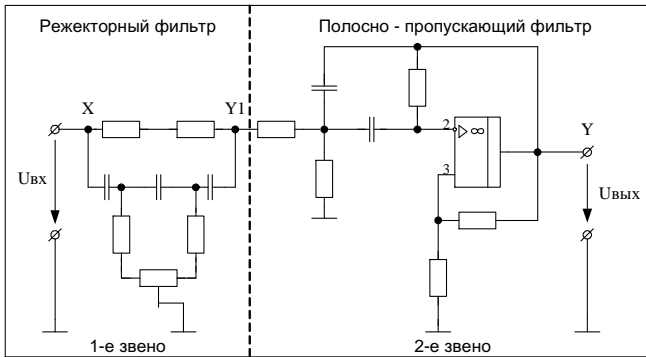 Режекторный фильтр
Полосно - пропускающий фильтр
X
Y1
2
∞
3
Y
Uвх
Uвых
1-е звено
2-е звено